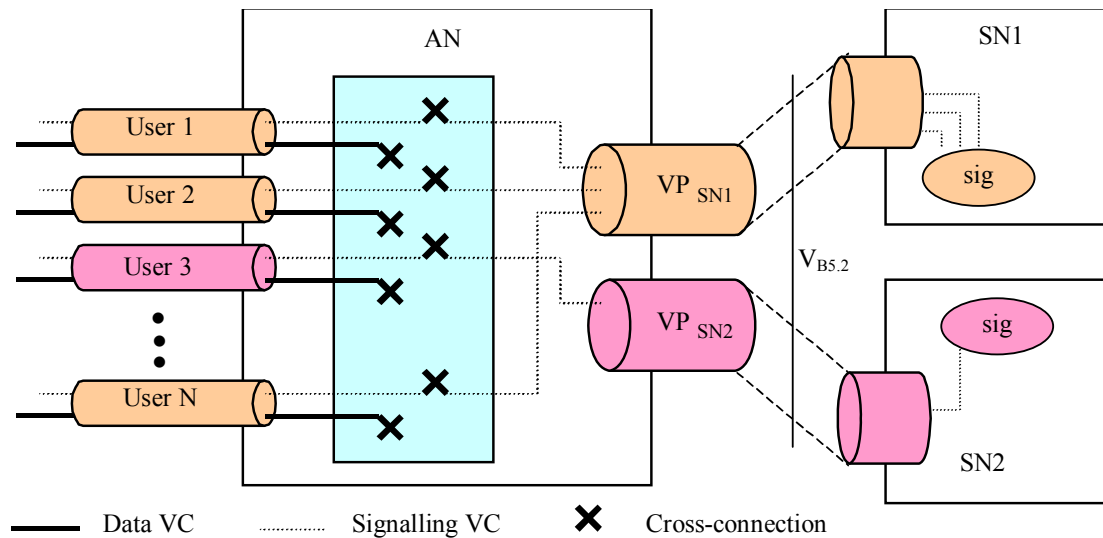 AN
SN1
User 1
User 2
User 3
User N
VP SN1
VP SN2
sig
VB5.2
sig
SN2
Data VC
Signalling VC
Cross-connection